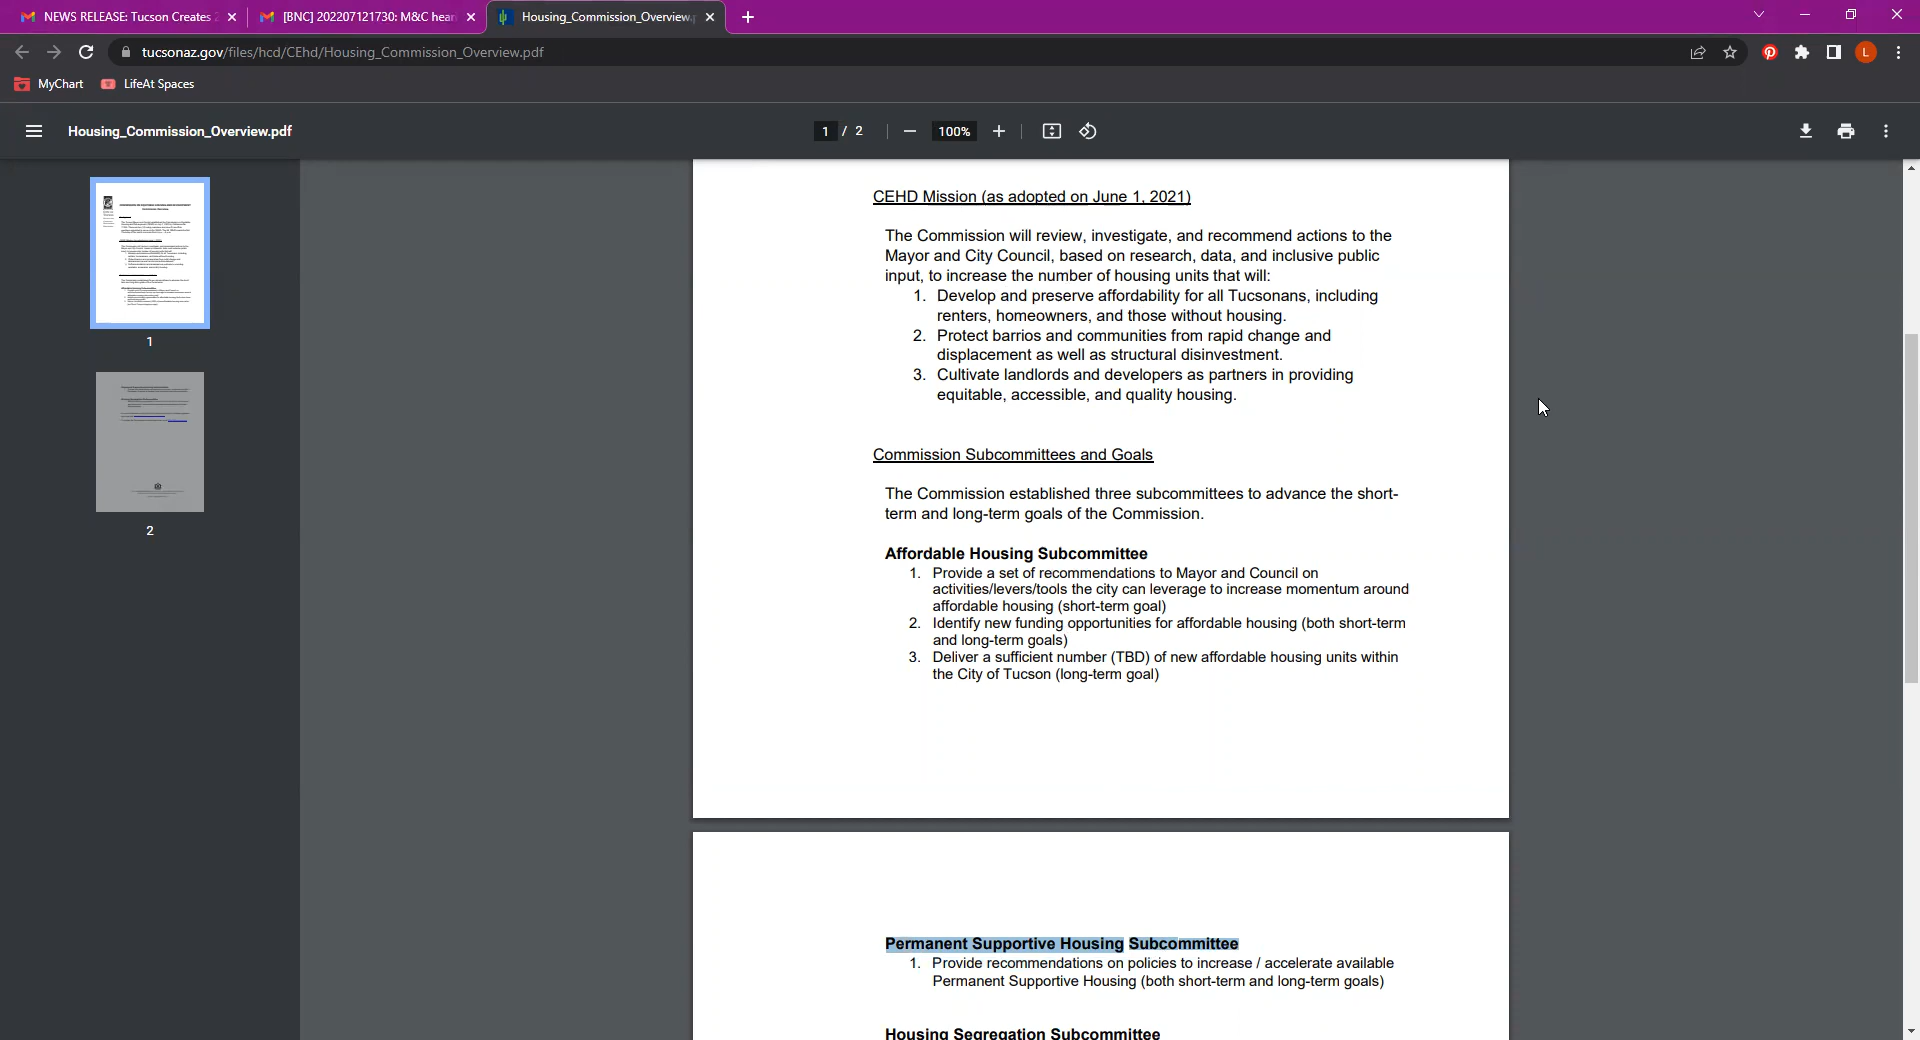 NEWS RELEASE: Tucson Creates
[BNC] 202207121730: M&C hear
Housing_Commission_Overview.
tucsonaz.gov/files/hcd/CEhd/Housing_Commission_Overview.pdf
L
MyChart
LifeAt Spaces
Housing_Commission_Overview.pdf
1 / 2
100%
1
2
CEHD Mission (as adopted on June 1, 2021)
The Commission will review, investigate, and recommend actions to the
Mayor and City Council, based on research, data, and inclusive public
input, to increase the number of housing units that will:
1. Develop and preserve affordability for all Tucsonans, including
renters, homeowners, and those without housing.
2. Protect barrios and communities from rapid change and
displacement as well as structural disinvestment.
3. Cultivate landlords and developers as partners in providing
equitable, accessible, and quality housing.
Commission Subcommittees and Goals
The Commission established three subcommittees to advance the short-
term and long-term goals of the Commission.
Affordable Housing Subcommittee
1. Provide a set of recommendations to Mayor and Council on
activities/levers/tools the city can leverage to increase momentum around
affordable housing (short-term goal)
2. Identify new funding opportunities for affordable housing (both short-term
and long-term goals)
3. Deliver a sufficient number (TBD) of new affordable housing units within
the City of Tucson (long-term goal)
Permanent Supportive Housing Subcommittee
1. Provide recommendations on policies to increase / accelerate available
Permanent Supportive Housing (both short-term and long-term goals)
Housing Segregation Subcommittee